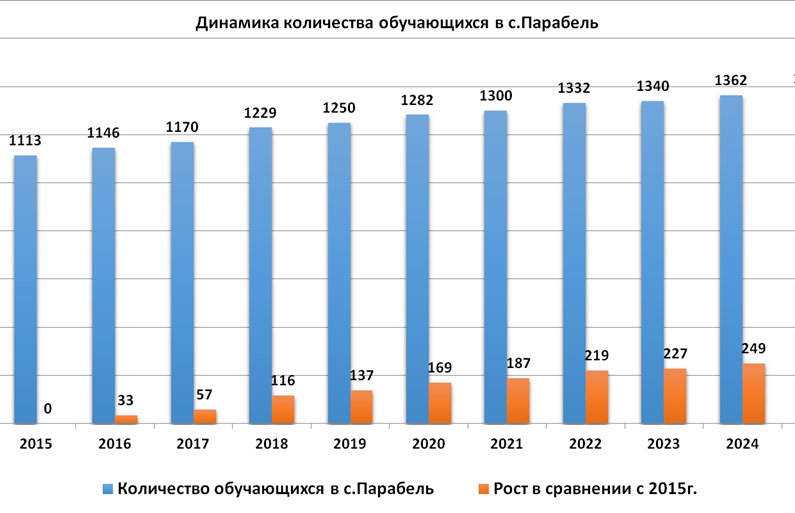 Динамика количества обучающихся в с.Парабель
1113 1146 1170 1229 1250 1282 1300 1332 1340 1362
0 33 57 116 137 169 187 219 227 249
2015 2016 2017 2018 2019 2020 2021 2022 2023 2024
Количество обучающихся в с.Парабель Рост в сравнении с 2015г.